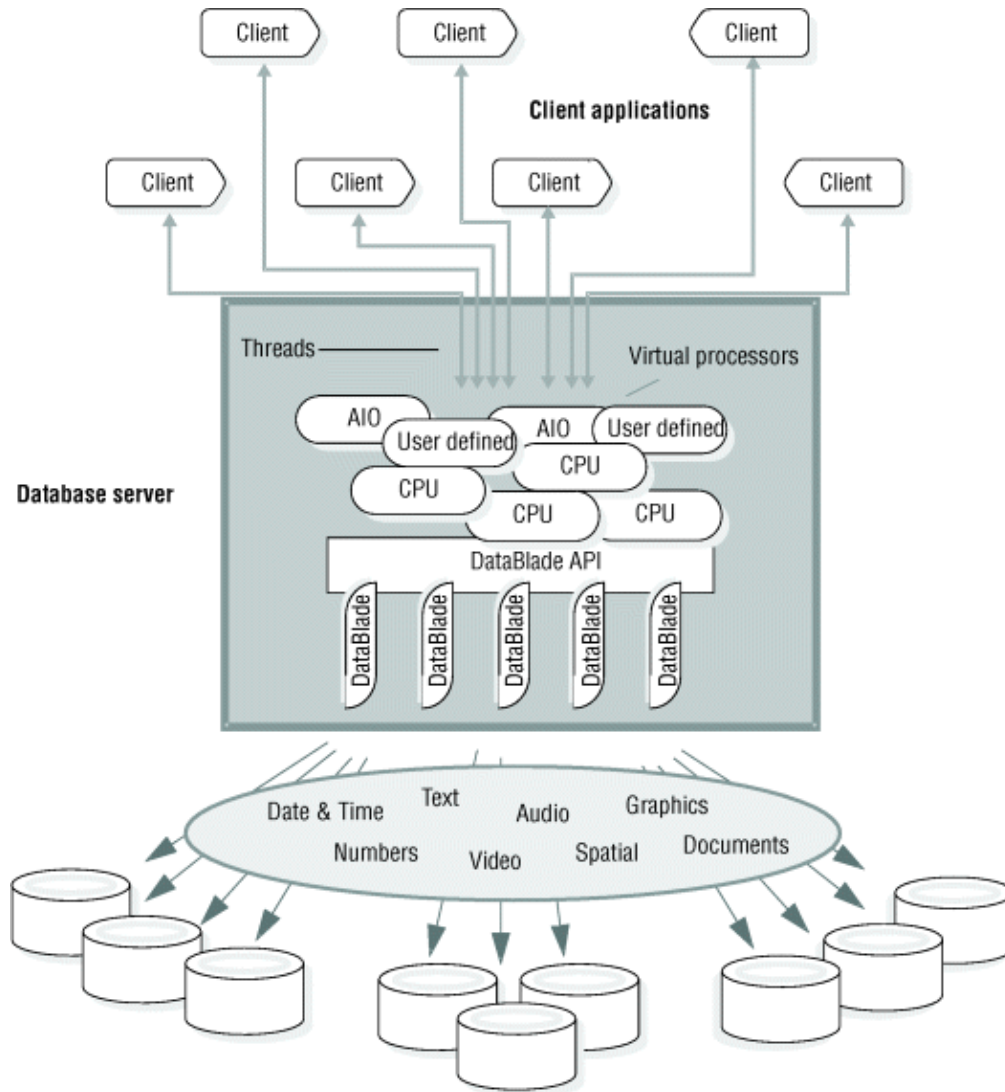 Client
Client
Client
Client applications
Client
Client
Client
Client
Threads
Virtual processors
AIO
User defined
AIO
User defined
CPU
CPU
Database server
CPU
CPU
DataBlade API
DataBlade
DataBlade
DataBlade
DataBlade
DataBlade
Date & Time
Text
Audio
Graphics
Numbers
Video
Spatial
Documents